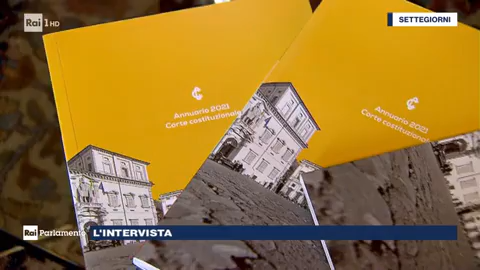 Rai 1 HD
SETTEGIORNI
Annuario 2021
Corte costituzionale
Annuario 2021
Corte costituzionale
Rai Parlamento
L'INTERVISTA